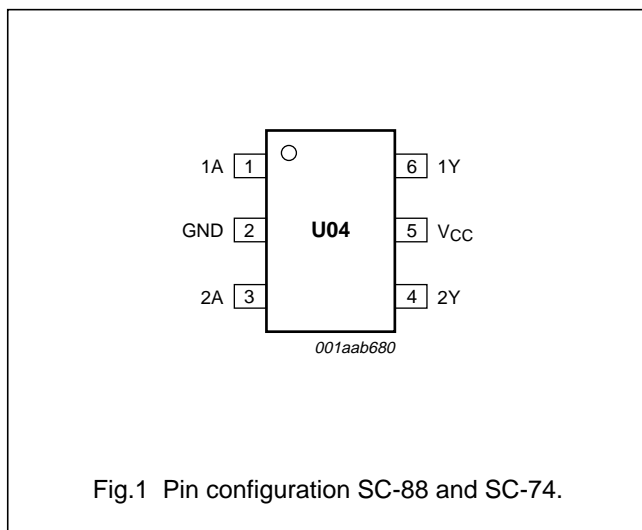 1A 1 6 1Y
GND 2 U04 5 VCC
2A 3 4 2Y
001aab680
Fig.1 Pin configuration SC-88 and SC-74.